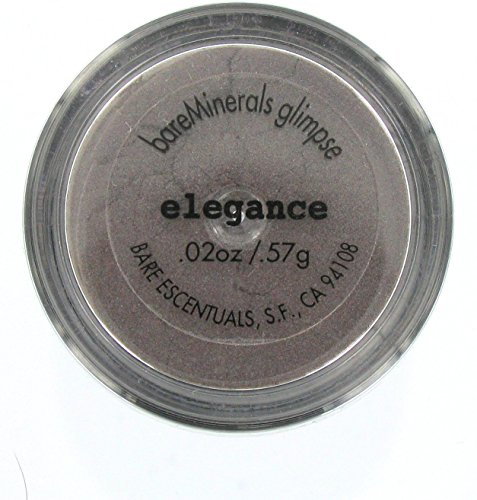 bareMinerals glimpse
elegance
.02oz/.57g
BARE ESCENTUALS, S.F., CA 94108